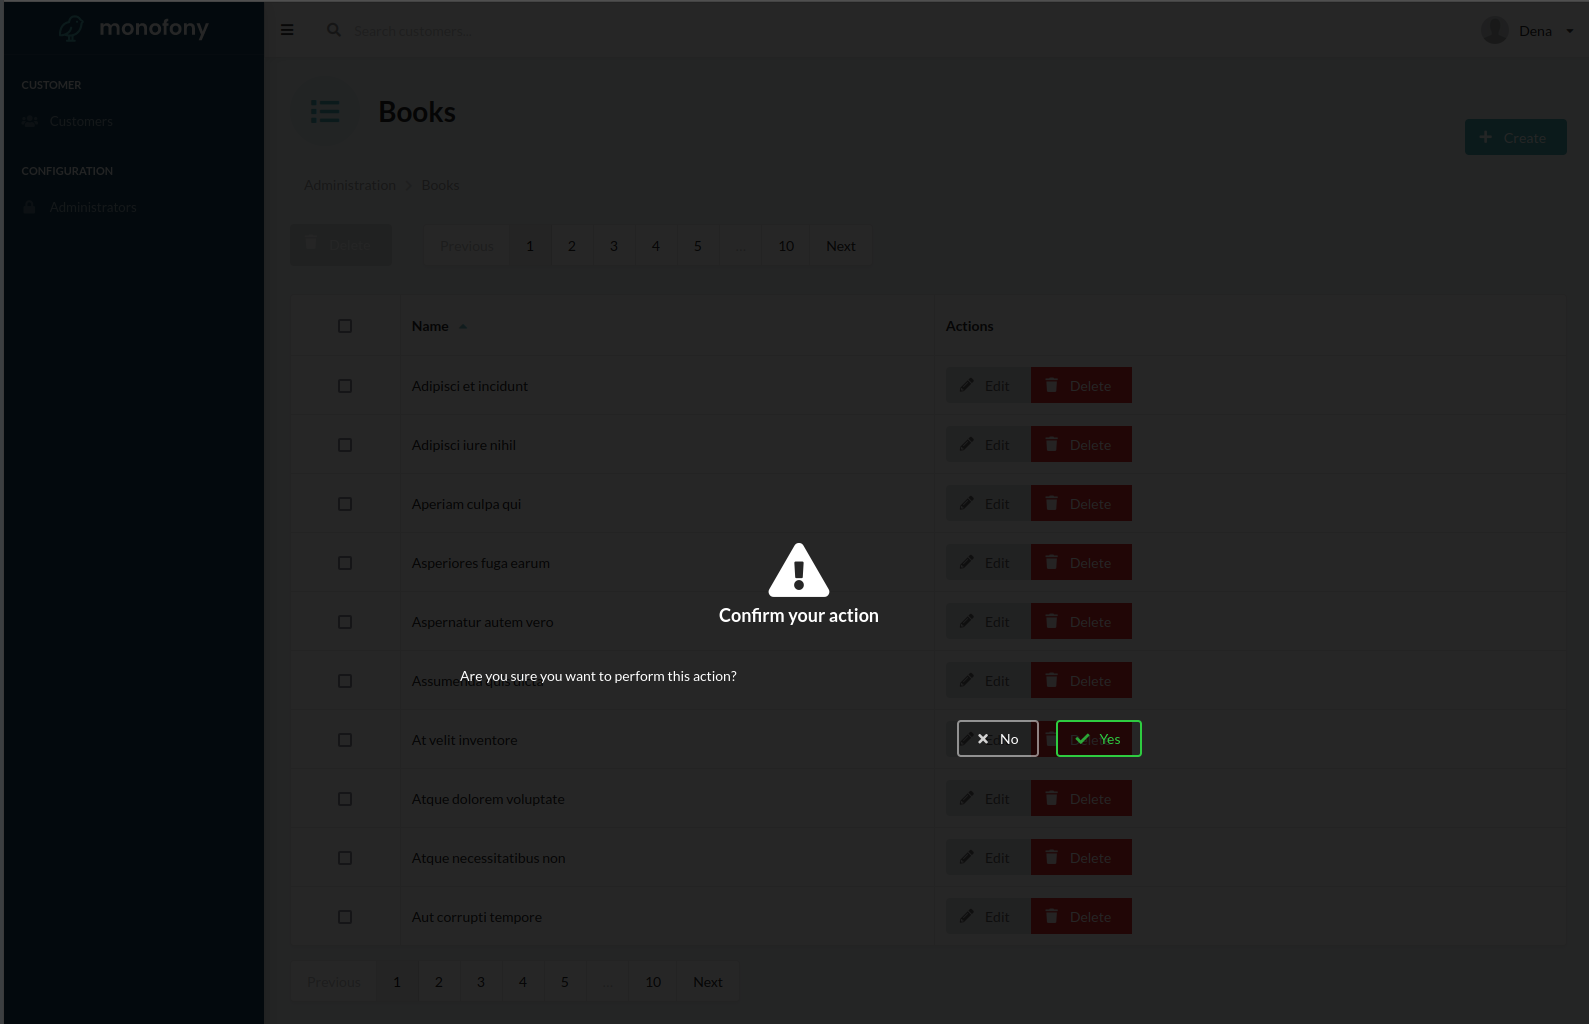 monofony
Search customers...
Dena
CUSTOMER
Customers
CONFIGURATION
Administrators
Books
Create
Administration > Books
Delete
Previous 1 2 3 4 5 ... 10 Next
Name Actions
Adipisci et incidunt Edit Delete
Adipisci iure nihil Edit Delete
Aperiam culpa qui Edit Delete
Asperiores fuga earum Edit Delete
Confirm your action
Aspernatur autem vero Edit Delete
Are you sure you want to perform this action?
Edit Delete
No Yes
At velit inventore Edit Delete
Atque dolorem voluptate Edit Delete
Atque necessitatibus non Edit Delete
Aut corrupti tempore Edit Delete
Previous 1 2 3 4 5 ... 10 Next